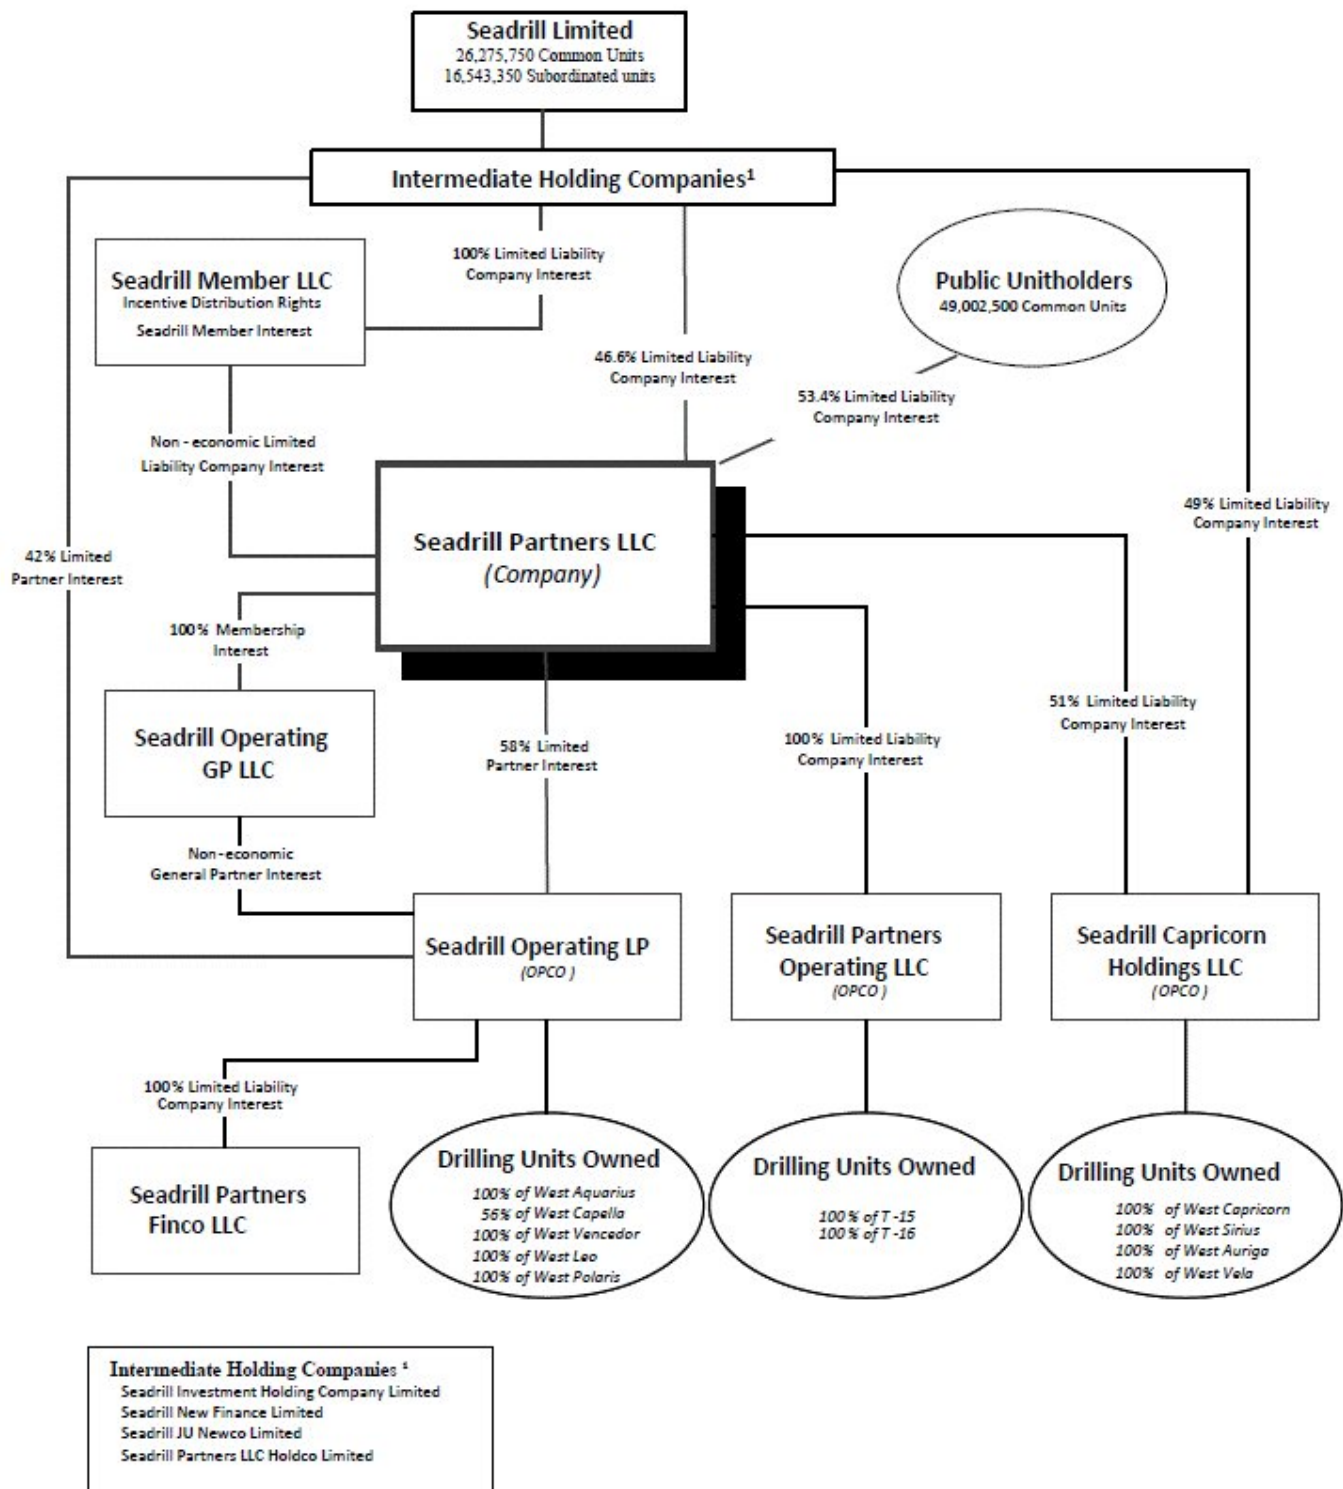 Seadrill Limited
26,275,750 Common Units
16,543,350 Subordinated units
Intermediate Holding Companies¹
100% Limited Liability
Company Interest
Seadrill Member LLC
Incentive Distribution Rights
Seadrill Member Interest
Public Unitholders
49,002,500 Common Units
46.6% Limited Liability
Company Interest
53.4% Limited Liability
Company Interest
Non - economic Limited
Liability Company Interest
49% Limited Liability
Company Interest
Seadrill Partners LLC
(Company)
42% Limited
Partner Interest
100% Membership
Interest
51% Limited Liability
Company Interest
Seadrill Operating
GP LLC
58% Limited
Partner Interest
100% Limited Liability
Company Interest
Non-economic
General Partner Interest
Seadrill Operating LP
(OPCO )
Seadrill Partners
Operating LLC
(OPCO )
Seadrill Capricorn
Holdings LLC
(OPCO )
100% Limited Liability
Company Interest
Seadrill Partners
Finco LLC
Drilling Units Owned
100% of West Aquarius
56% of West Capella
100% of West Vencedor
100% of West Leo
100% of West Polaris
Drilling Units Owned
100% of T -15
100% of T -16
Drilling Units Owned
100% of West Capricorn
100% of West Sirius
100% of West Auriga
100% of West Vela
Intermediate Holding Companies ¹
Seadrill Investment Holding Company Limited
Seadrill New Finance Limited
Seadrill JU Newco Limited
Seadrill Partners LLC Holdco Limited